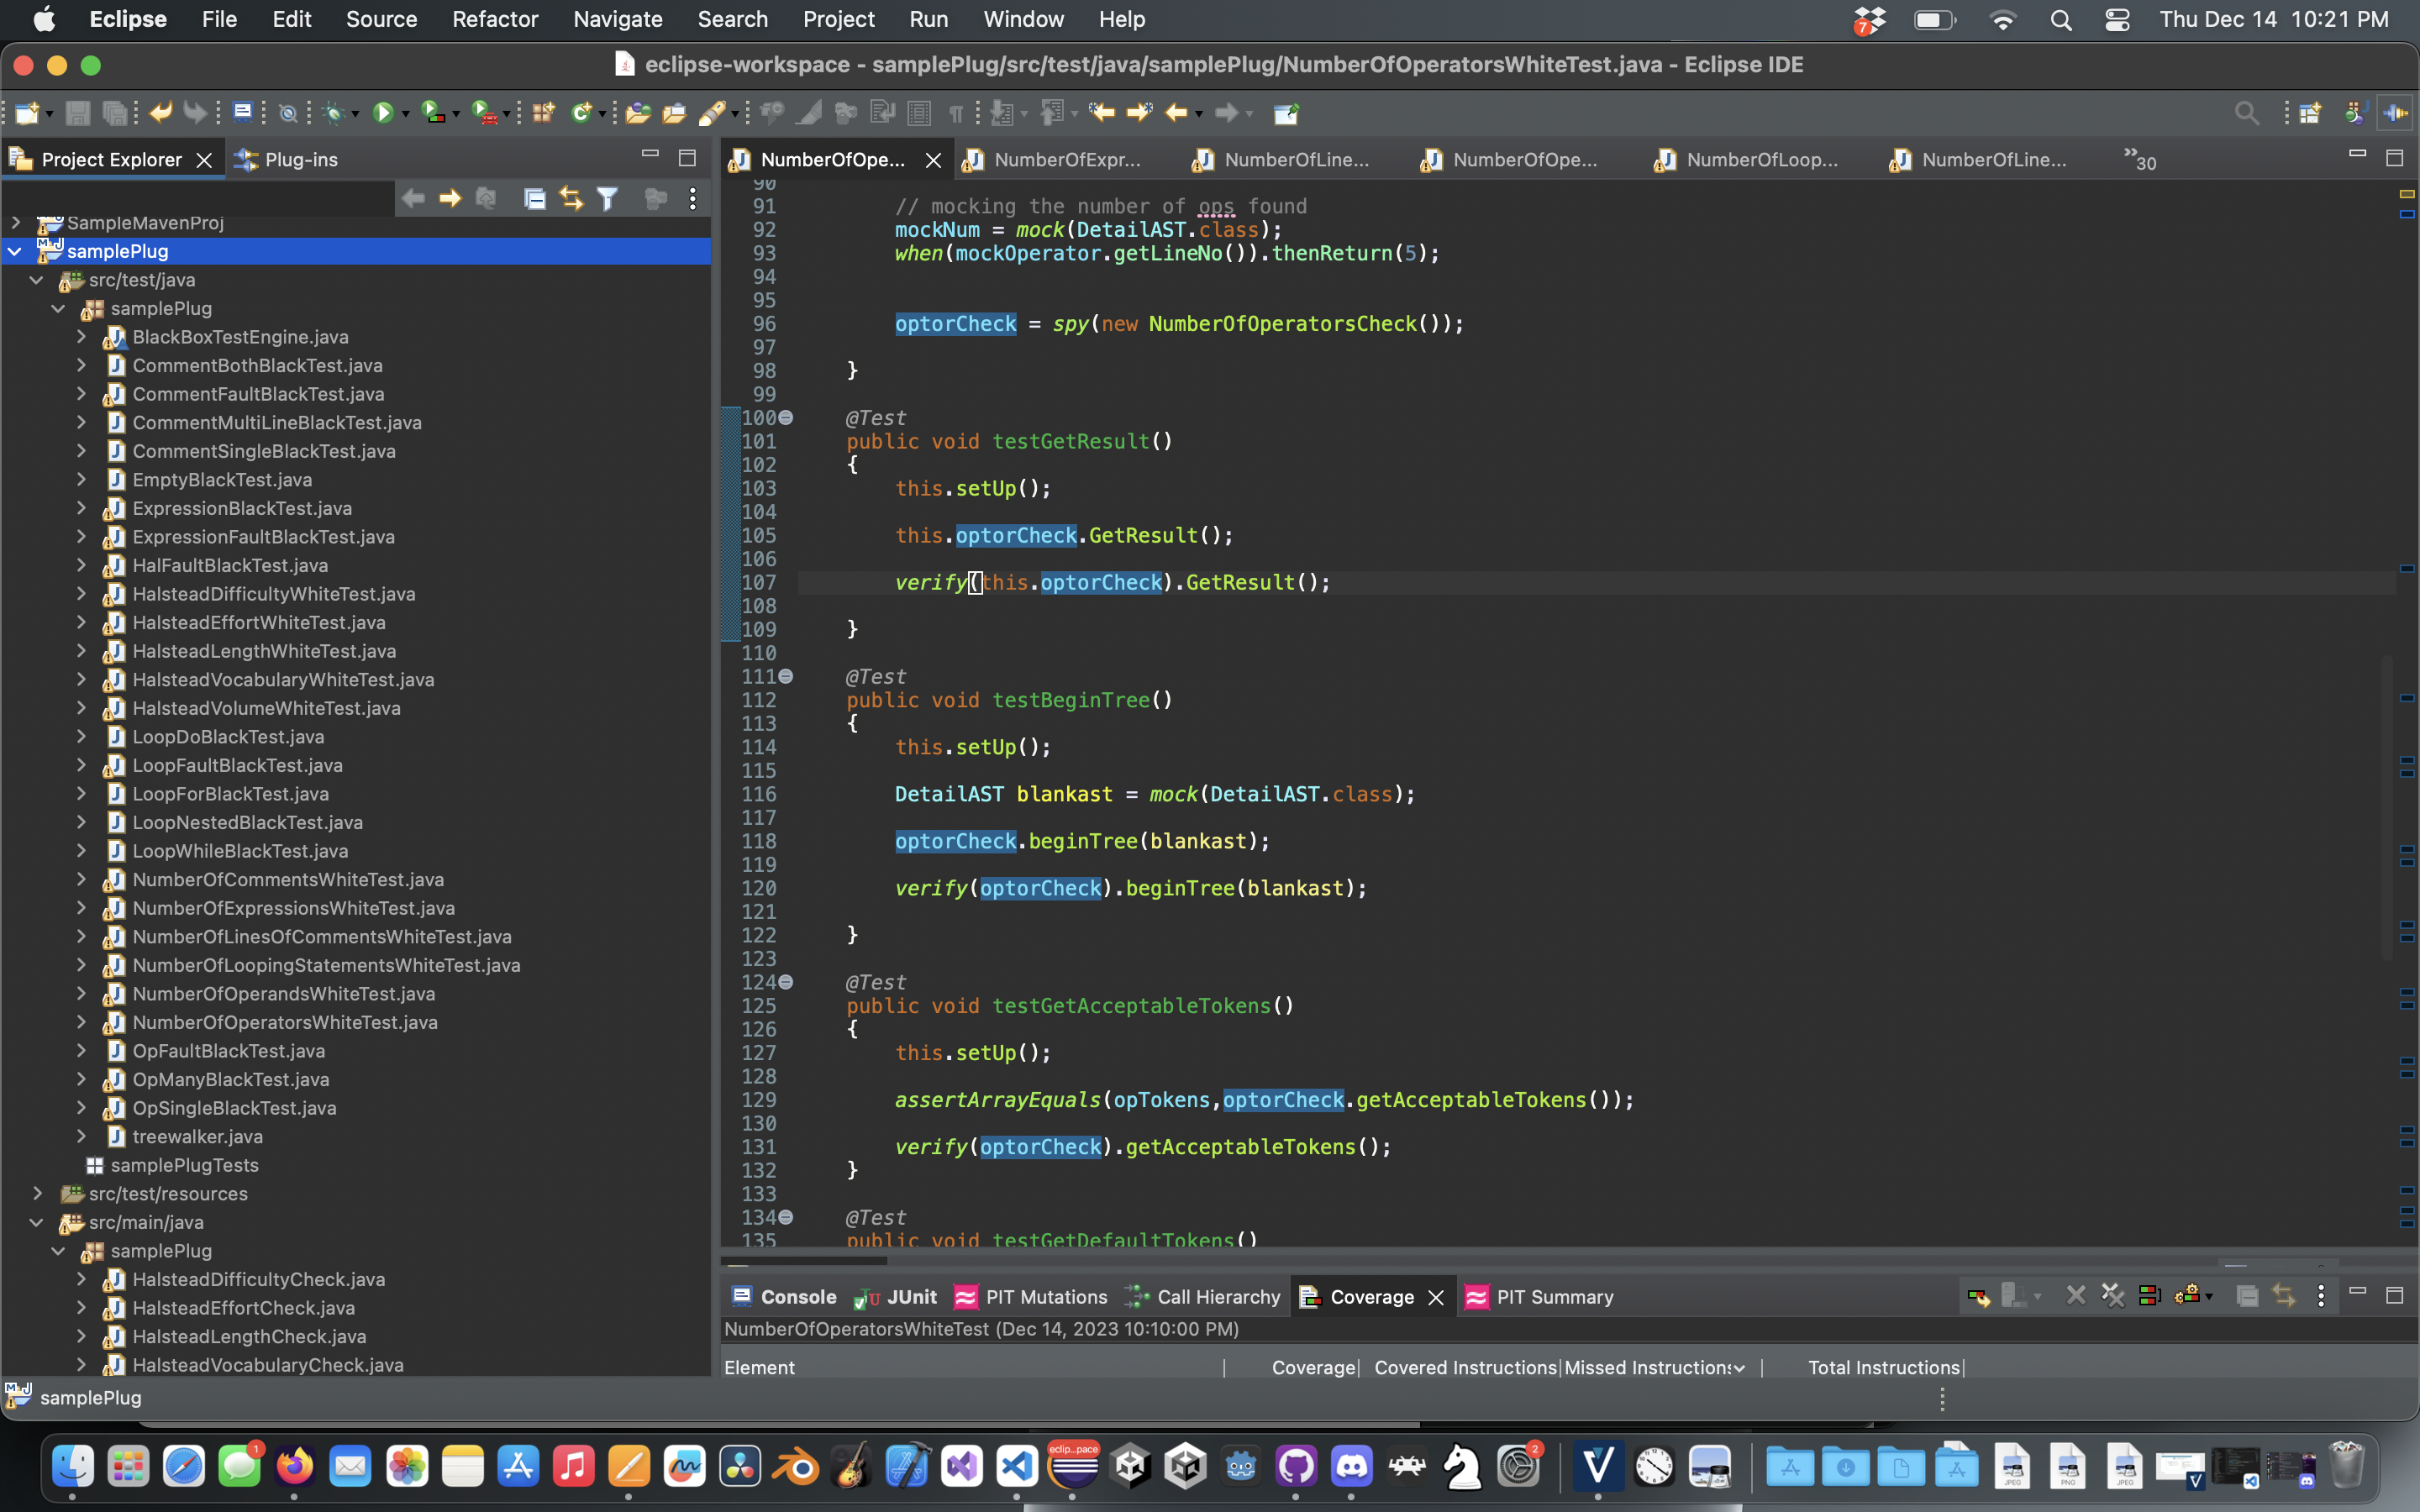 Eclipse File Edit Source Refactor Navigate Search Project Run Window Help
7
Thu Dec 14 10:21 PM
eclipse-workspace - samplePlug/src/test/java/samplePlug/NumberOfOperatorsWhiteTest.java - Eclipse IDE
Project Explorer
Plug-ins
SampleMavenProj
samplePlug
src/test/java
samplePlug
BlackBoxTestEngine.java
CommentBothBlackTest.java
CommentFaultBlackTest.java
CommentMultiLineBlackTest.java
CommentSingleBlackTest.java
EmptyBlackTest.java
ExpressionBlackTest.java
ExpressionFaultBlackTest.java
HalFaultBlackTest.java
HalsteadDifficultyWhiteTest.java
HalsteadEffortWhiteTest.java
HalsteadLengthWhiteTest.java
HalsteadVocabularyWhiteTest.java
HalsteadVolumeWhiteTest.java
LoopDoBlackTest.java
LoopFaultBlackTest.java
LoopForBlackTest.java
LoopNestedBlackTest.java
LoopWhileBlackTest.java
NumberOfCommentsWhiteTest.java
NumberOfExpressionsWhiteTest.java
NumberOfLinesOfCommentsWhiteTest.java
NumberOfLoopingStatementsWhiteTest.java
NumberOfOperandsWhiteTest.java
NumberOfOperatorsWhiteTest.java
OpFaultBlackTest.java
OpManyBlackTest.java
OpSingleBlackTest.java
treewalker.java
samplePlugTests
src/test/resources
src/main/java
samplePlug
HalsteadDifficultyCheck.java
HalsteadEffortCheck.java
HalsteadLengthCheck.java
HalsteadVocabularyCheck.java
NumberOfOpe... NumberOfExpr... NumberOfLine... NumberOfOpe... NumberOfLoop... NumberOfLine... »30
90
91 // mocking the number of ops found
92 mockNum = mock(DetailAST.class);
93 when(mockOperator.getLineNo()).thenReturn(5);
94
95
96 optorCheck = spy(new NumberOfOperatorsCheck());
97
98 }
99
100 @Test
101 public void testGetResult()
102 {
103 this.setUp();
104
105 this.optorCheck.GetResult();
106
107 verify(this.optorCheck).GetResult();
108
109 }
110
111 @Test
112 public void testBeginTree()
113 {
114 this.setUp();
115
116 DetailAST blankast = mock(DetailAST.class);
117
118 optorCheck.beginTree(blankast);
119
120 verify(optorCheck).beginTree(blankast);
121
122 }
123
124 @Test
125 public void testGetAcceptableTokens()
126 {
127 this.setUp();
128
129 assertArrayEquals(opTokens,optorCheck.getAcceptableTokens());
130
131 verify(optorCheck).getAcceptableTokens();
132 }
133
134 @Test
135 public void testGetDefaultTokens()
Console JUnit PIT Mutations Call Hierarchy Coverage PIT Summary
NumberOfOperatorsWhiteTest (Dec 14, 2023 10:10:00 PM)
Element Coverage Covered Instructions Missed Instructions Total Instructions
samplePlug
1
eclip...pace
2
JPEG
PNG
JPEG